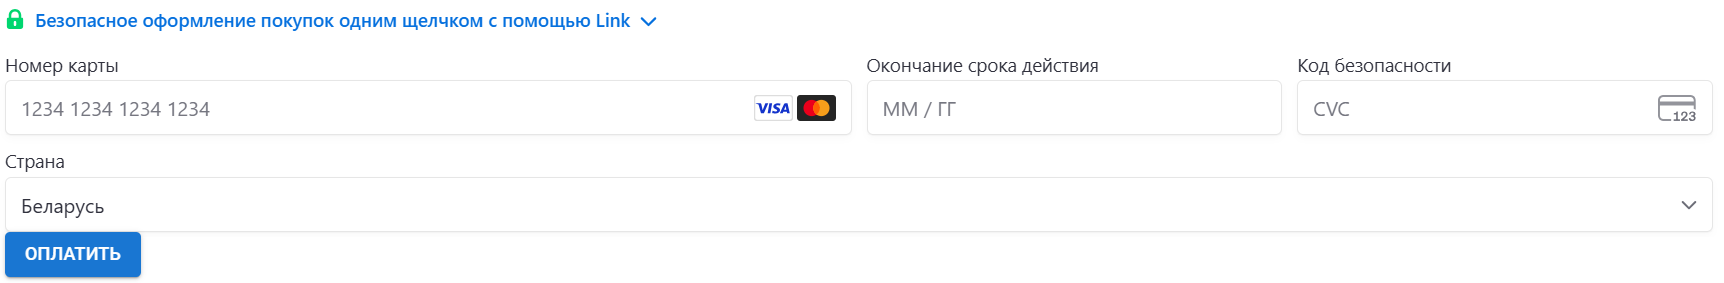 Безопасное оформление покупок одним щелчком с помощью Link
Номер карты
Окончание срока действия
Код безопасности
1234 1234 1234 1234
VISA
ММ / ГГ
CVC
123
Страна
Беларусь
ОПЛАТИТЬ